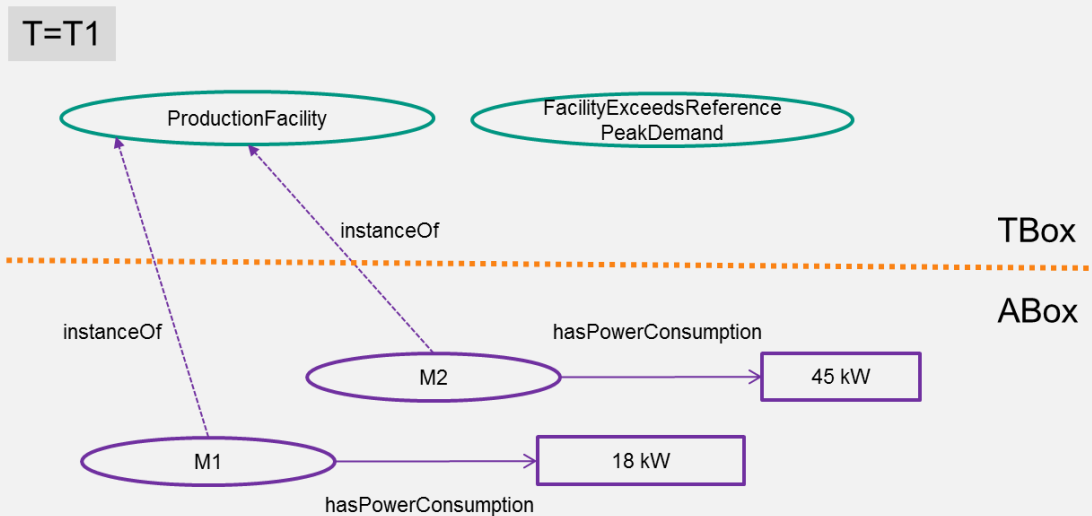 T=T1
ProductionFacility
FacilityExceedsReference
PeakDemand
instanceOf
TBox
ABox
instanceOf
hasPowerConsumption
M2
45 kW
M1
18 kW
hasPowerConsumption